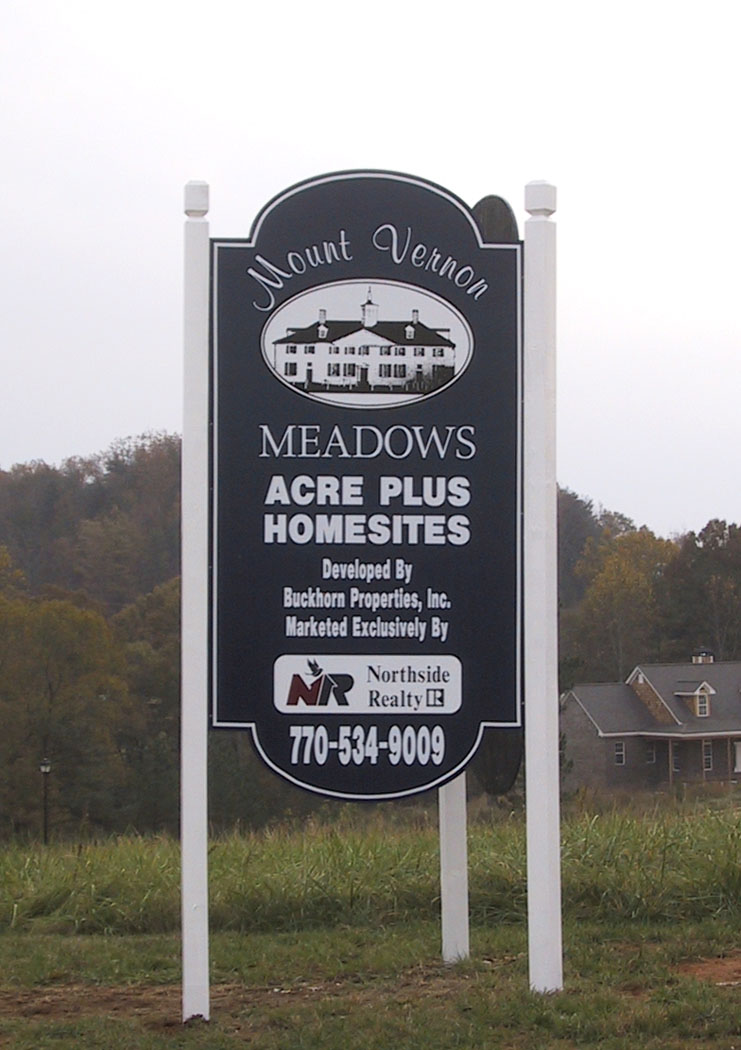 Mount Vernon
MEADOWS
ACRE PLUS
HOMESITES
Developed By
Buckhorn Properties, Inc.
Marketed Exclusively By
NR Northside
Realty R
770-534-9009